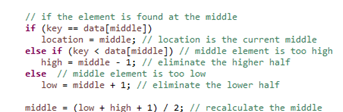 // if the element is found at the middle
if (key == data[middle])
location = middle; // location is the current middle
else if (key < data[middle]) // middle element is too high
high = middle - 1; // eliminate the higher half
else // middle element is too low
low = middle + 1; // eliminate the lower half
middle = (low + high + 1) / 2; // recalculate the middle